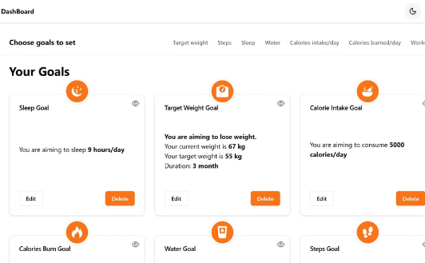 DashBoard
Choose goals to set
Target weight Steps Sleep Water Calories intake/day Calories burned/day
Your Goals
Sleep Goal
You are aiming to sleep 9 hours/day
Edit Delete
Target Weight Goal
You are aiming to lose weight.
Your current weight is 67 kg
Your target weight is 55 kg
Duration: 3 month
Edit Delete
Calorie Intake Goal
You are aiming to consume 5000
calories/day
Edit Delete
Calories Burn Goal
Water Goal
Steps Goal